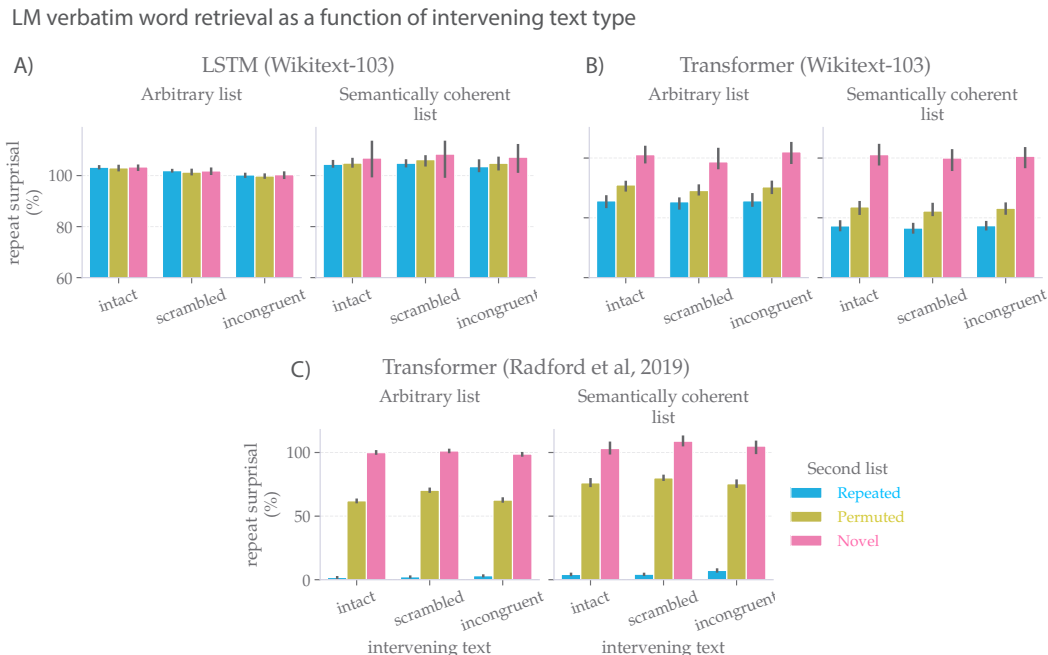 LM verbatim word retrieval as a function of intervening text type
A)
LSTM (Wikitext-103)
Arbitrary list
Semantically coherent
list
repeat surprisal
(%)
100
80
60
intact
scrambled
incongruent
intact
scrambled
incongruent
B)
Transformer (Wikitext-103)
Arbitrary list
Semantically coherent
list
intact
scrambled
incongruent
intact
scrambled
incongruent
C)
Transformer (Radford et al, 2019)
Arbitrary list
Semantically coherent
list
repeat surprisal
(%)
100
50
0
intact
scrambled
incongruent
intact
scrambled
incongruent
intervening text
intervening text
Second list
Repeated
Permuted
Novel